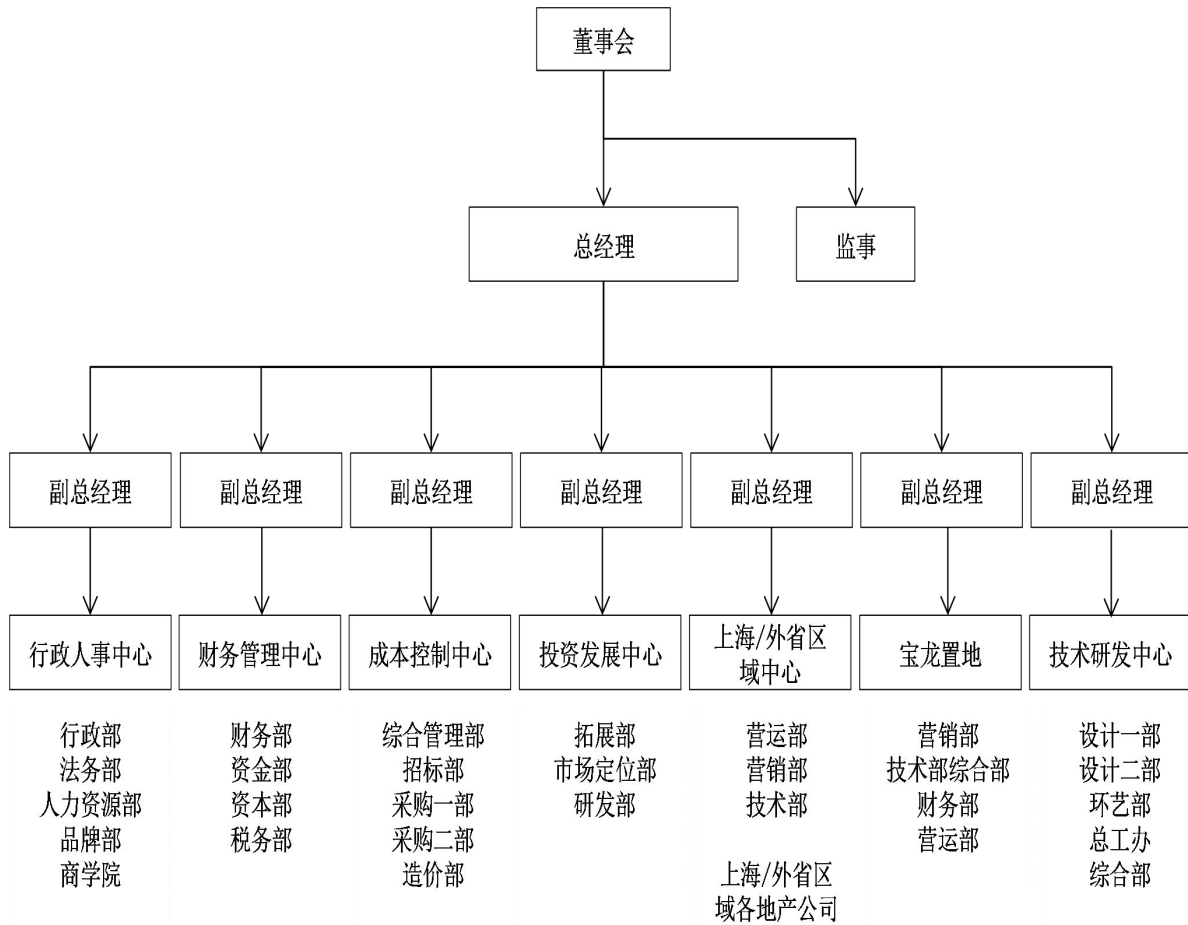 董事会
总经理
监事
副总经理
副总经理
副总经理
副总经理
副总经理
副总经理
副总经理
行政人事中心
财务管理中心
成本控制中心
投资发展中心
上海/外省区
域中心
宝龙置地
技术研发中心
行政部
法务部
人力资源部
品牌部
商学院
财务部
资金部
资本部
税务部
综合管理部
招标部
采购一部
采购二部
造价部
拓展部
市场定位部
研发部
营运部
营销部
技术部
上海/外省区
域各地产公司
营销部
技术部综合部
财务部
营运部
设计一部
设计二部
环艺部
总工办
综合部